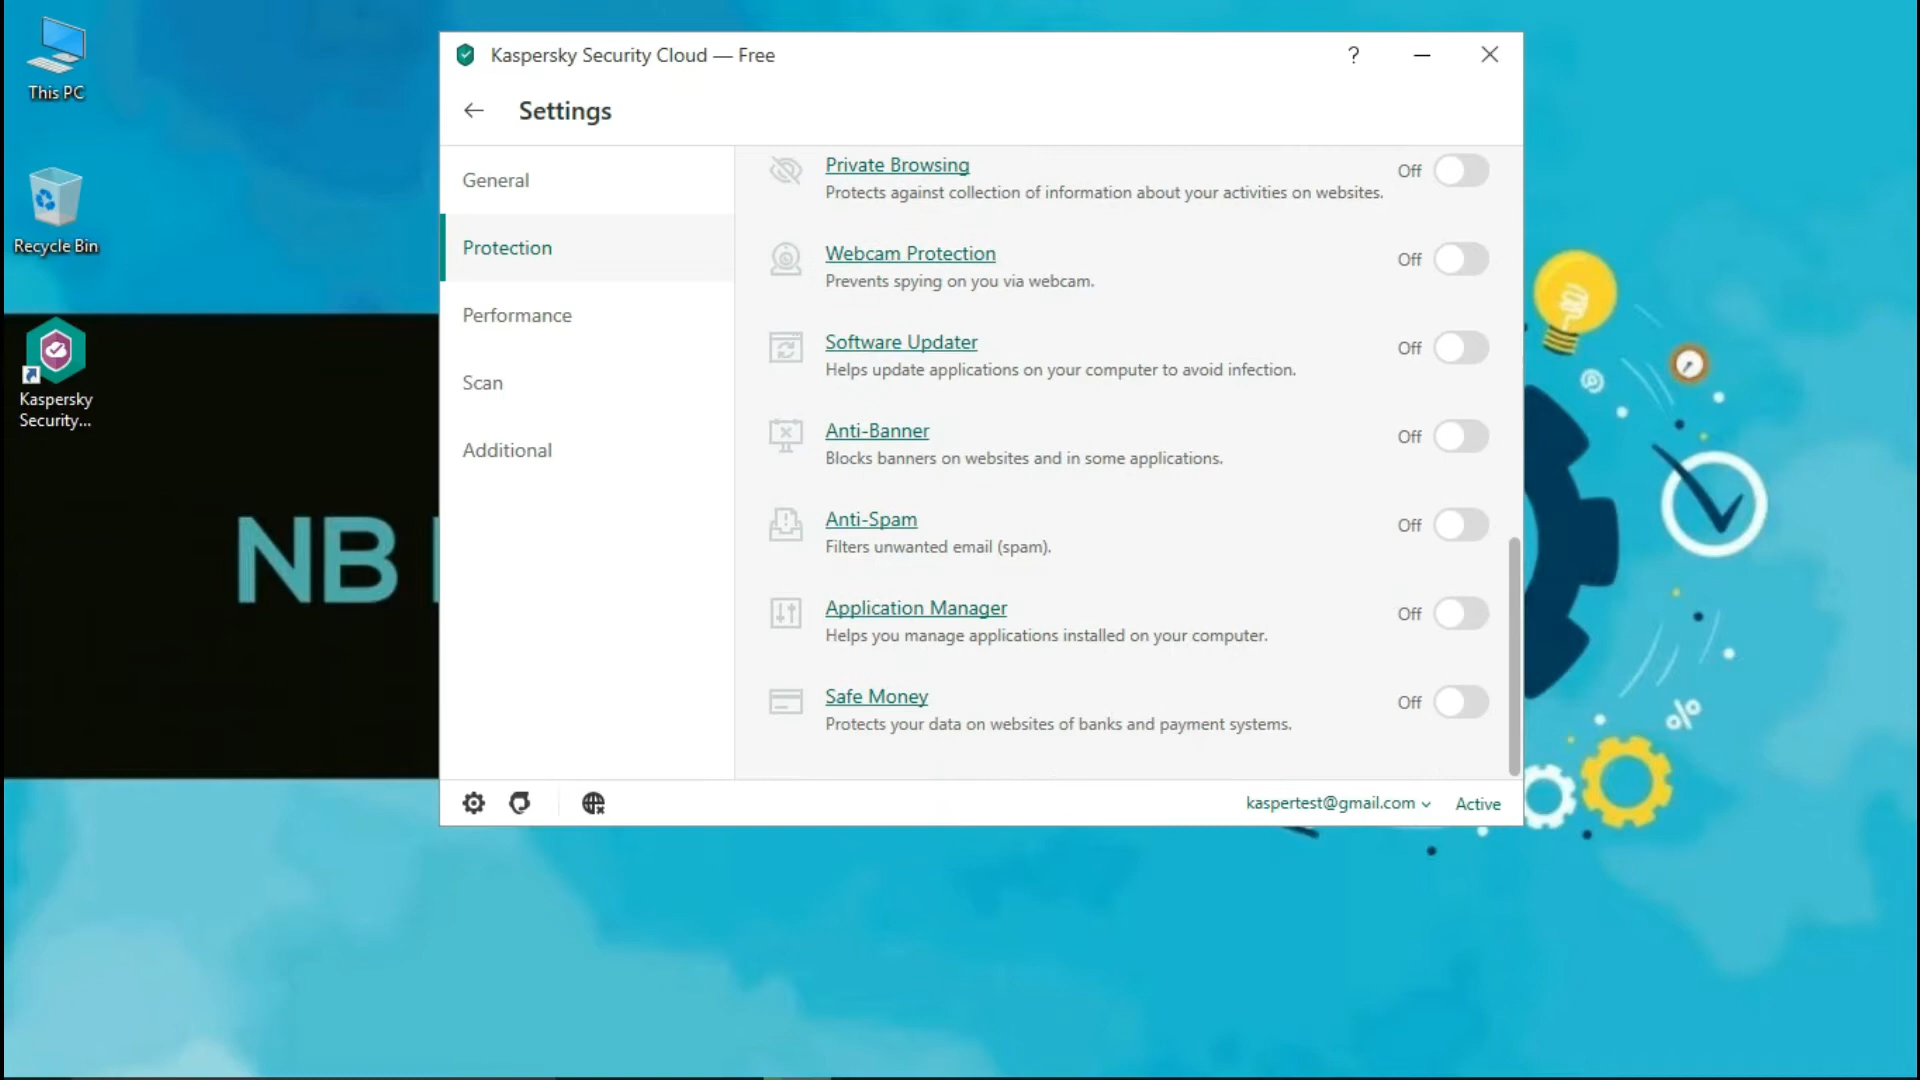 This PC
Recycle Bin
Kaspersky
Security...
NB
Kaspersky Security Cloud — Free
?
Settings
General
Protection
Performance
Scan
Additional
Private Browsing
Off
Protects against collection of information about your activities on websites.
Webcam Protection
Off
Prevents spying on you via webcam.
Software Updater
Off
Helps update applications on your computer to avoid infection.
Anti-Banner
Off
Blocks banners on websites and in some applications.
Anti-Spam
Off
Filters unwanted email (spam).
Application Manager
Off
Helps you manage applications installed on your computer.
Safe Money
Off
Protects your data on websites of banks and payment systems.
kaspertest@gmail.com
Active
%